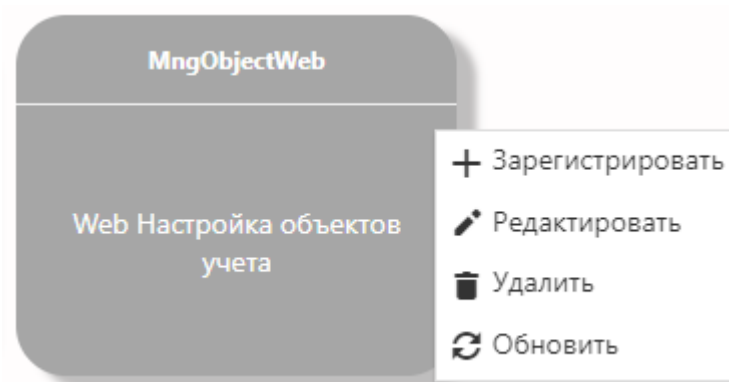 MngObjectWeb
Web Настройка объектов
учета
Зарегистрировать
Редактировать
Удалить
Обновить